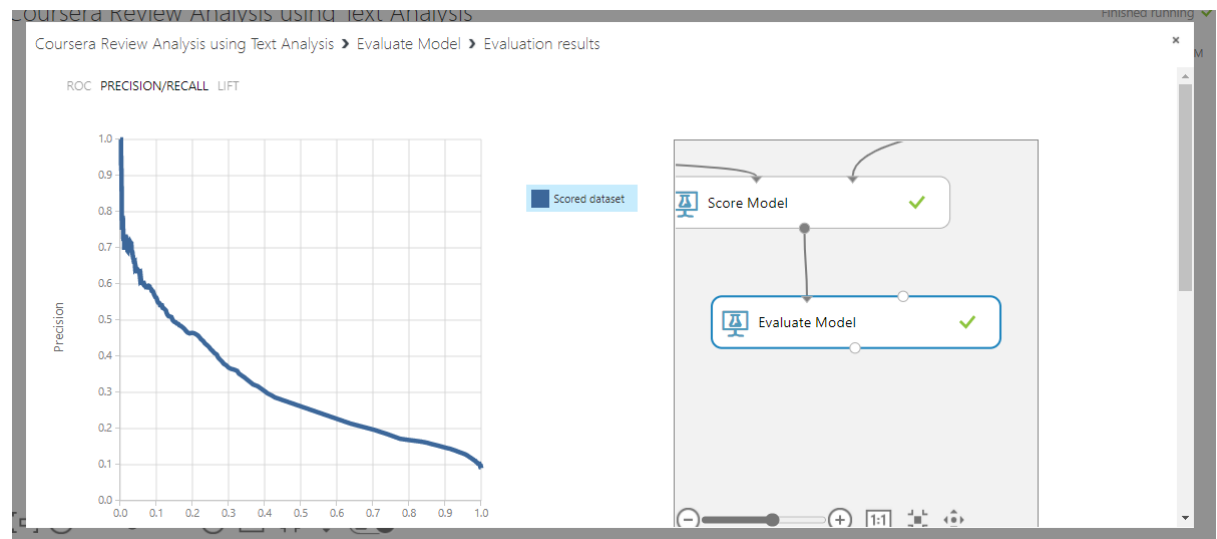 Coursera Review Analysis using Text Analysis
Finished running
Coursera Review Analysis using Text Analysis > Evaluate Model > Evaluation results
×
M
ROC PRECISION/RECALL LIFT
1.0
0.9
0.8
0.7
0.6
0.5
0.4
0.3
0.2
0.1
0.0
Precision
0.0 0.1 0.2 0.3 0.4 0.5 0.6 0.7 0.8 0.9 1.0
Scored dataset
Score Model
Evaluate Model
1:1